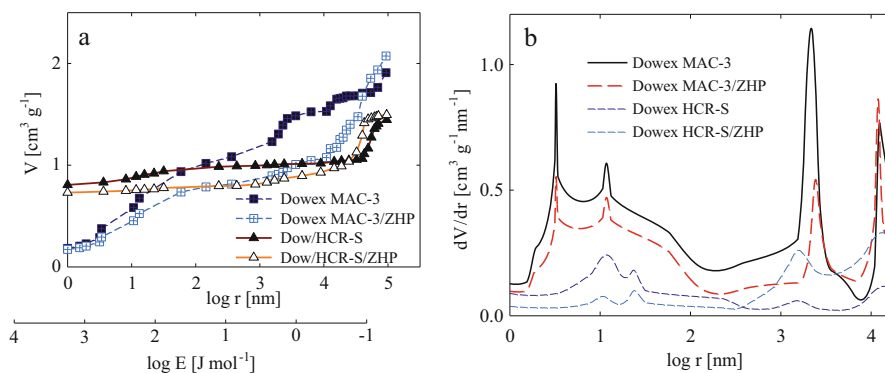 a
V [cm³ g⁻¹]
2
1
0
Dowex MAC-3
Dowex MAC-3/ZHP
Dow/HCR-S
Dow/HCR-S/ZHP
0 1 2 3 4 5
log r [nm]
4 3 2 1 0 -1
log E [J mol⁻¹]
b
dV/dr [cm³ g⁻¹nm⁻¹]
1.0
0.5
0.0
Dowex MAC-3
Dowex MAC-3/ZHP
Dowex HCR-S
Dowex HCR-S/ZHP
0 1 2 3 4
log r [nm]